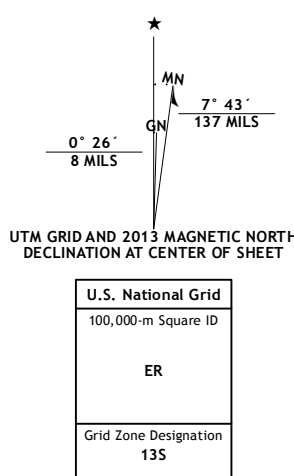 ★
MN
GN
7° 43´
137 MILS
0° 26´
8 MILS
UTM GRID AND 2013 MAGNETIC NORTH
DECLINATION AT CENTER OF SHEET
U.S. National Grid
100,000-m Square ID
ER
Grid Zone Designation
13S